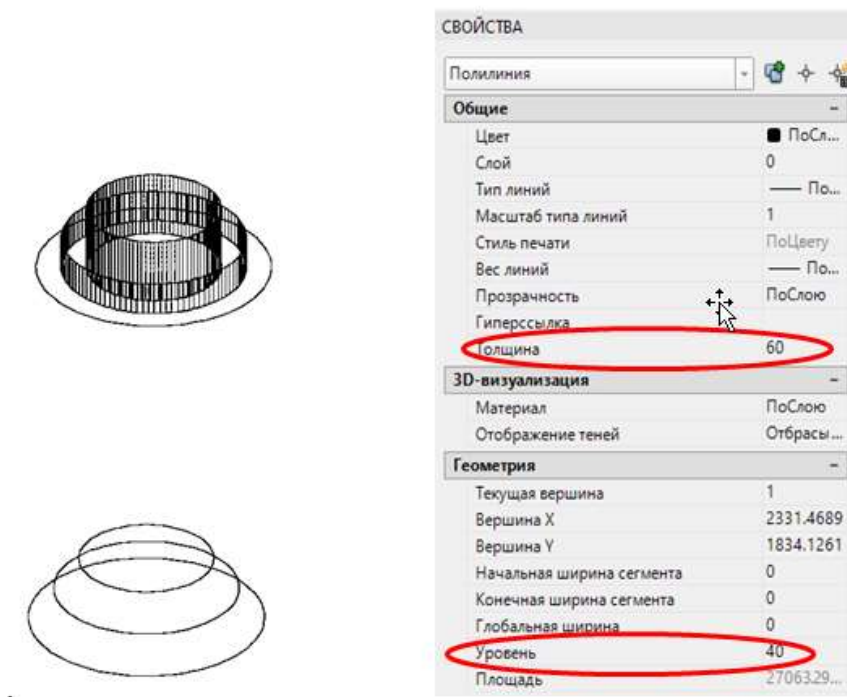 СВОЙСТВА
Полилиния
Общие
Цвет ПоСл...
Слой 0
Тип линий По...
Масштаб типа линий 1
Стиль печати ПоЦвету
Вес линий По...
Прозрачность ПоСлою
Гиперссылка
Толщина 60
3D-визуализация
Материал ПоСлою
Отображение теней Отбрасы...
Геометрия
Текущая вершина 1
Вершина X 2331.4689
Вершина Y 1834.1261
Начальная ширина сегмента 0
Конечная ширина сегмента 0
Глобальная ширина 0
Уровень 40
Площадь 2706329...